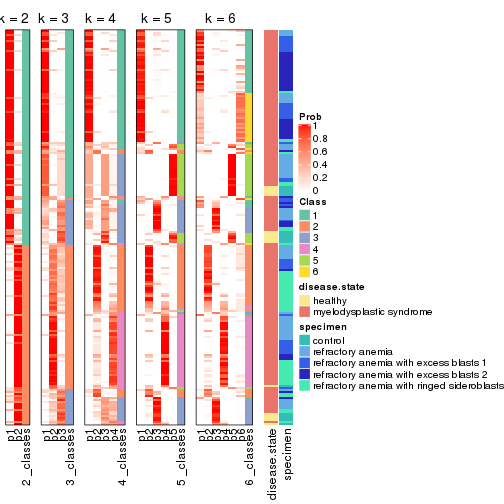 k = 2 k = 3 k = 4 k = 5 k = 6
Prob
1
0.8
0.6
0.4
0.2
0
Class
1
2
3
4
5
6
disease.state
healthy
myelodysplastic syndrome
specimen
control
refractory anemia
refractory anemia with excess blasts 1
refractory anemia with excess blasts 2
refractory anemia with ringed sideroblasts
p1 p2 2_classes p1 p2 p3 3_classes p1 p2 p3 p4 4_classes p1 p2 p3 p4 p5 5_classes p1 p2 p3 p4 p5 p6 6_classes disease.state specimen